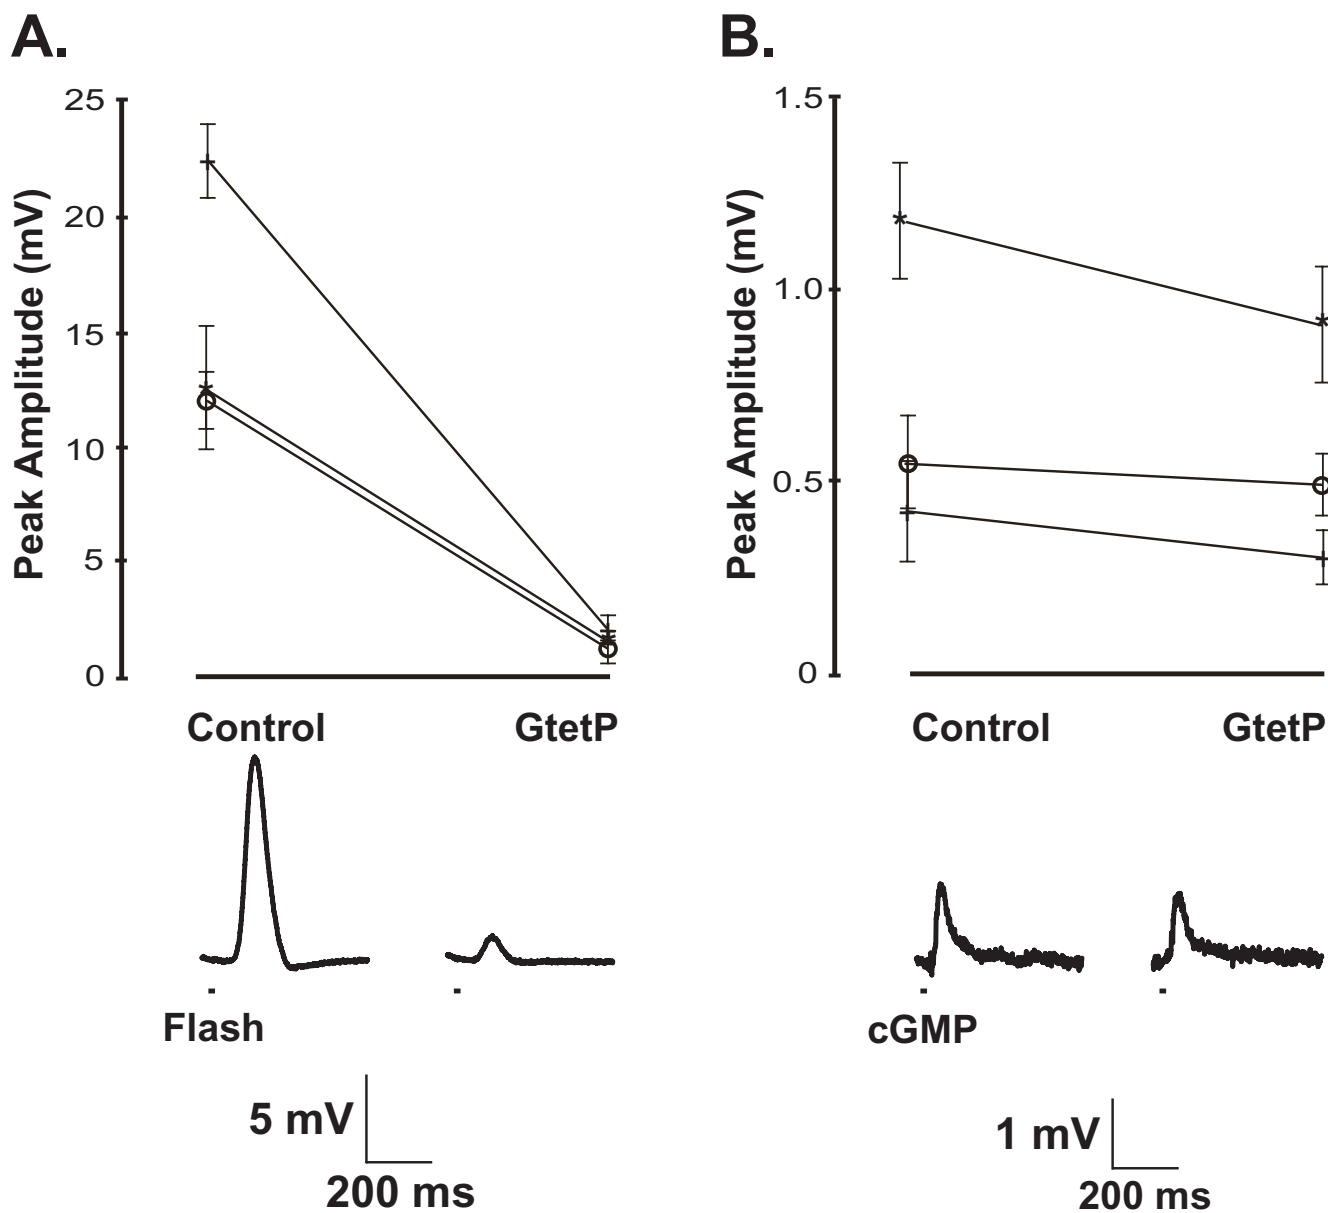 A.
Peak Amplitude (mV)
25
20
15
10
5
0
Control GtetP
Flash
5 mV
200 ms
B.
Peak Amplitude (mV)
1.5
1.0
0.5
0
Control GtetP
cGMP
1 mV
200 ms